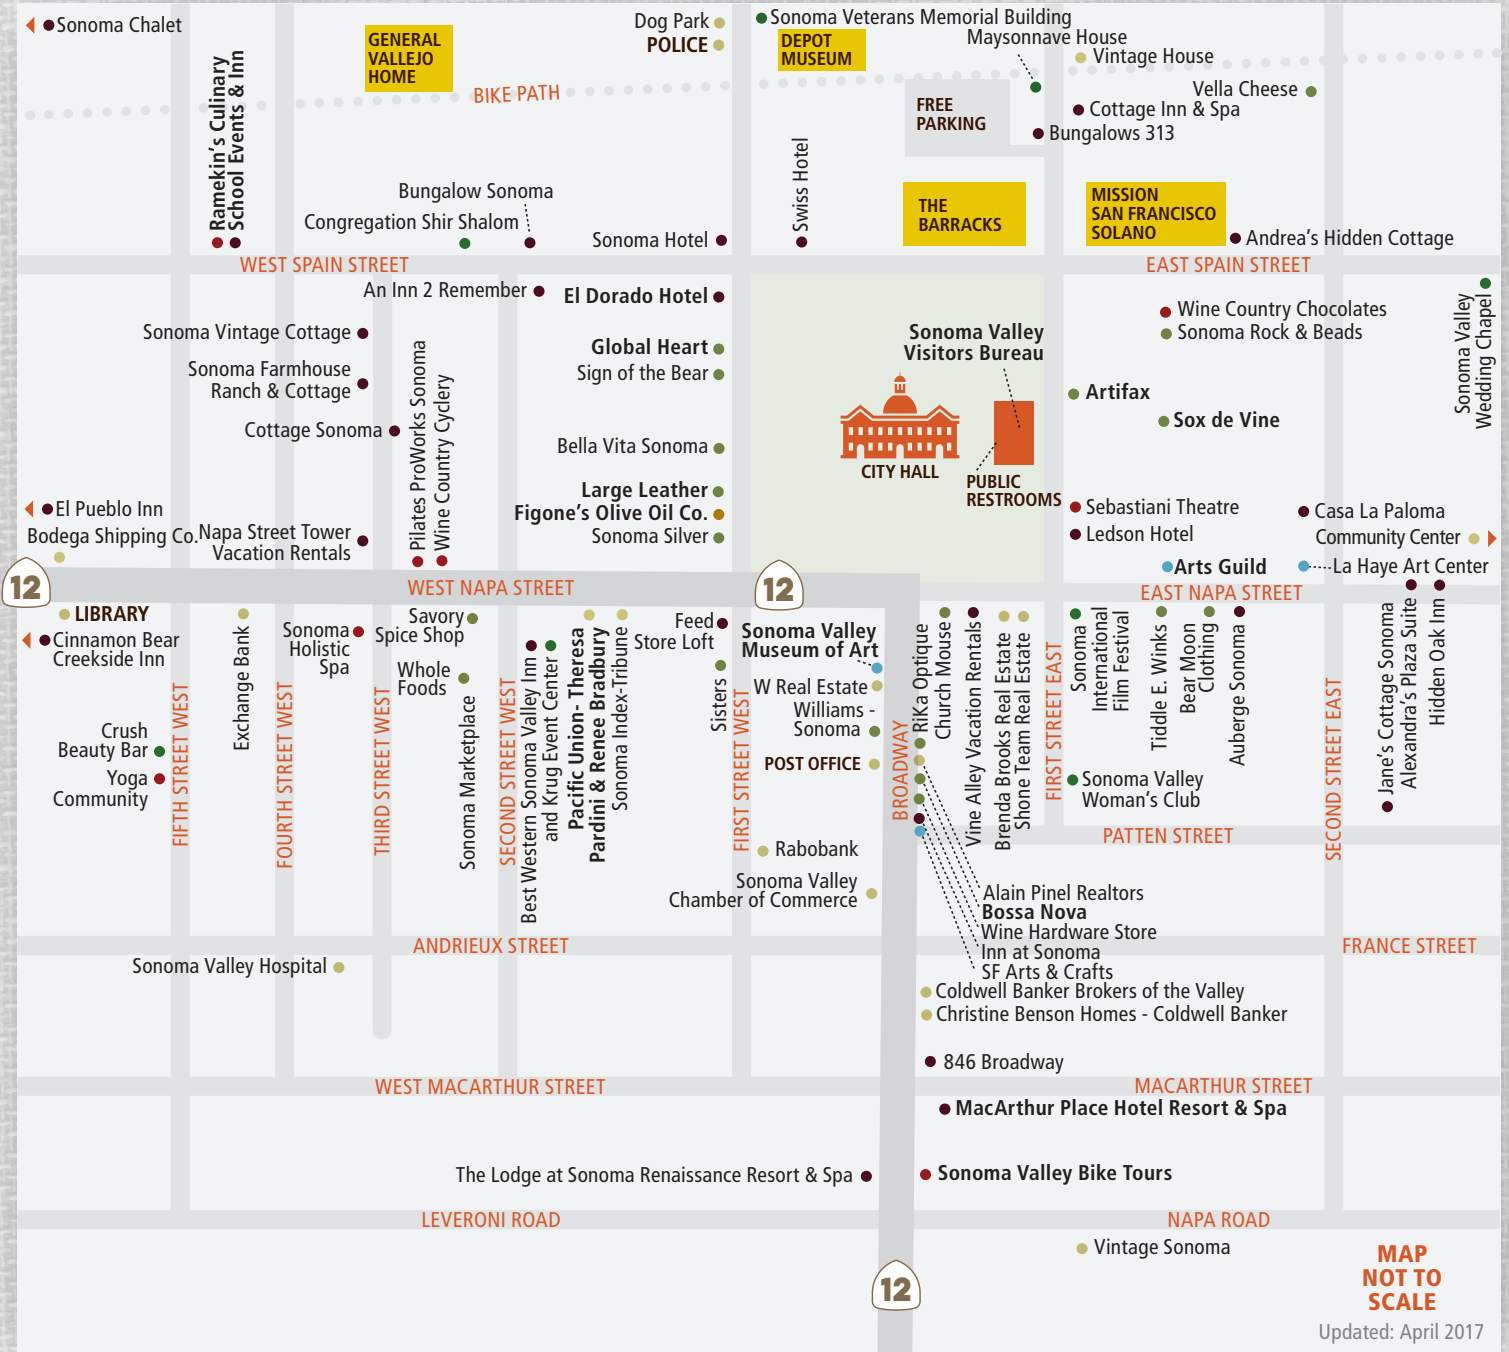 Sonoma Chalet
Ramekin's Culinary
School Events & Inn
GENERAL
VALLEJO
HOME
BIKE PATH
Dog Park
POLICE
Sonoma Veterans Memorial Building
DEPOT
MUSEUM
Maysonnave House
Vintage House
Vella Cheese
FREE
PARKING
Cottage Inn & Spa
Bungalows 313
Bungalow Sonoma
Congregation Shir Shalom
Sonoma Hotel
Swiss Hotel
THE
BARRACKS
MISSION
SAN FRANCISCO
SOLANO
Andrea's Hidden Cottage
WEST SPAIN STREET
EAST SPAIN STREET
An Inn 2 Remember
El Dorado Hotel
Sonoma Vintage Cottage
Sonoma Farmhouse
Ranch & Cottage
Cottage Sonoma
Pilates ProWorks Sonoma
Wine Country Cyclery
Global Heart
Sign of the Bear
Bella Vita Sonoma
Large Leather
Figone's Olive Oil Co.
Sonoma Silver
Sonoma Valley
Visitors Bureau
CITY HALL
PUBLIC
RESTROOMS
Wine Country Chocolates
Sonoma Rock & Beads
Sonoma Valley
Wedding Chapel
Artifax
Sox de Vine
Sebastiani Theatre
Ledson Hotel
Casa La Paloma
Community Center
Arts Guild
La Haye Art Center
El Pueblo Inn
Bodega Shipping Co.
Napa Street Tower
Vacation Rentals
12
WEST NAPA STREET
12
EAST NAPA STREET
LIBRARY
Cinnamon Bear
Creekside Inn
Exchange Bank
Sonoma
Holistic
Spa
Savory
Spice Shop
Whole
Foods
Sonoma Marketplace
Best Western Sonoma Valley Inn
and Krug Event Center
Pacific Union- Theresa
Pardini & Renee Bradbury
Sonoma Index-Tribune
Feed
Store Loft
Sisters
Sonoma Valley
Museum of Art
W Real Estate
Williams -
Sonoma
POST OFFICE
RiKa Optique
Church Mouse
Vine Alley Vacation Rentals
Brenda Brooks Real Estate
Shone Team Real Estate
Sonoma
International
Film Festival
Tiddle E. Winks
Bear Moon
Clothing
Auberge Sonoma
Jane's Cottage Sonoma
Alexandra's Plaza Suite
Hidden Oak Inn
Crush
Beauty Bar
Yoga
Community
FIFTH STREET WEST
FOURTH STREET WEST
THIRD STREET WEST
SECOND STREET WEST
FIRST STREET WEST
BROADWAY
FIRST STREET EAST
SECOND STREET EAST
Sonoma Valley
Woman's Club
PATTEN STREET
Rabobank
Sonoma Valley
Chamber of Commerce
Alain Pinel Realtors
Bossa Nova
Wine Hardware Store
Inn at Sonoma
SF Arts & Crafts
ANDRIEUX STREET
FRANCE STREET
Sonoma Valley Hospital
Coldwell Banker Brokers of the Valley
Christine Benson Homes - Coldwell Banker
846 Broadway
WEST MACARTHUR STREET
MACARTHUR STREET
MacArthur Place Hotel Resort & Spa
The Lodge at Sonoma Renaissance Resort & Spa
Sonoma Valley Bike Tours
LEVERONI ROAD
NAPA ROAD
Vintage Sonoma
12
MAP
NOT TO
SCALE
Updated: April 2017